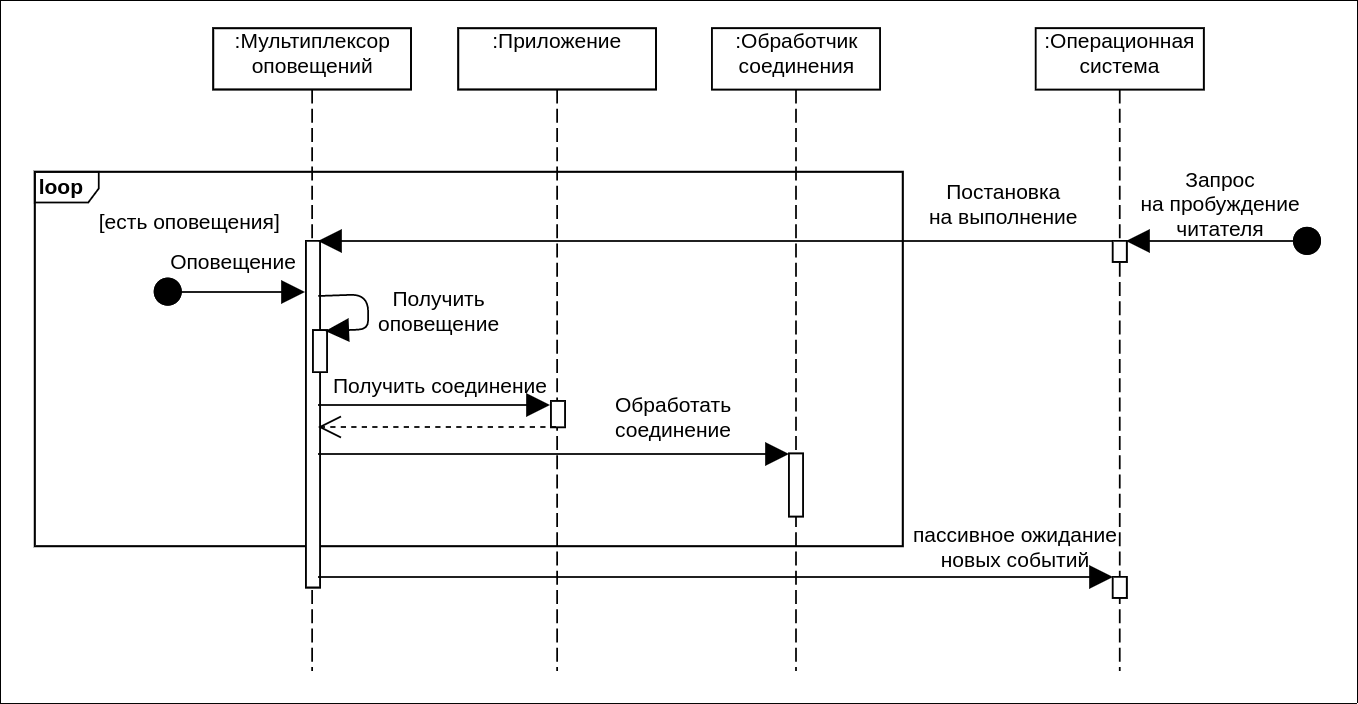 :Мультиплексор
оповещений
:Приложение
:Обработчик
соединения
:Операционная
система
loop
[есть оповещения]
Постановка
на выполнение
Запрос
на пробуждение
читателя
Оповещение
Получить
оповещение
Получить соединение
Обработать
соединение
пассивное ожидание
новых событий